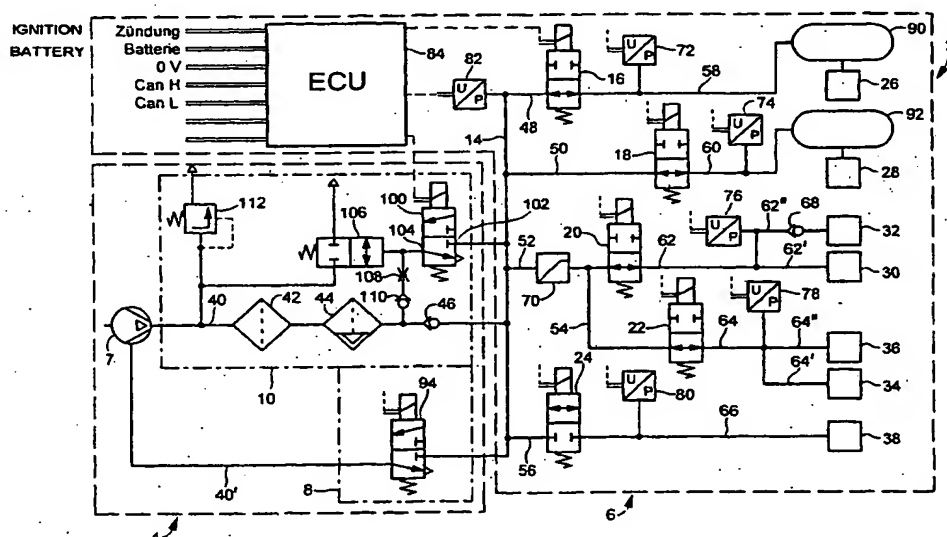 IGNITION
BATTERY
Zündung
Batterie
0 V
Can H
Can L
ECU
84
82
U
P
14
48
16
U
P
72
58
90
26
50
18
U
P
74
60
92
28
112
100
102
104
106
108
110
46
40
42
44
7
10
94
8
40'
52
70
54
20
U
P
76
62
62"
68
62'
32
30
22
U
P
78
64
64"
64'
36
34
24
U
P
80
56
66
38
6